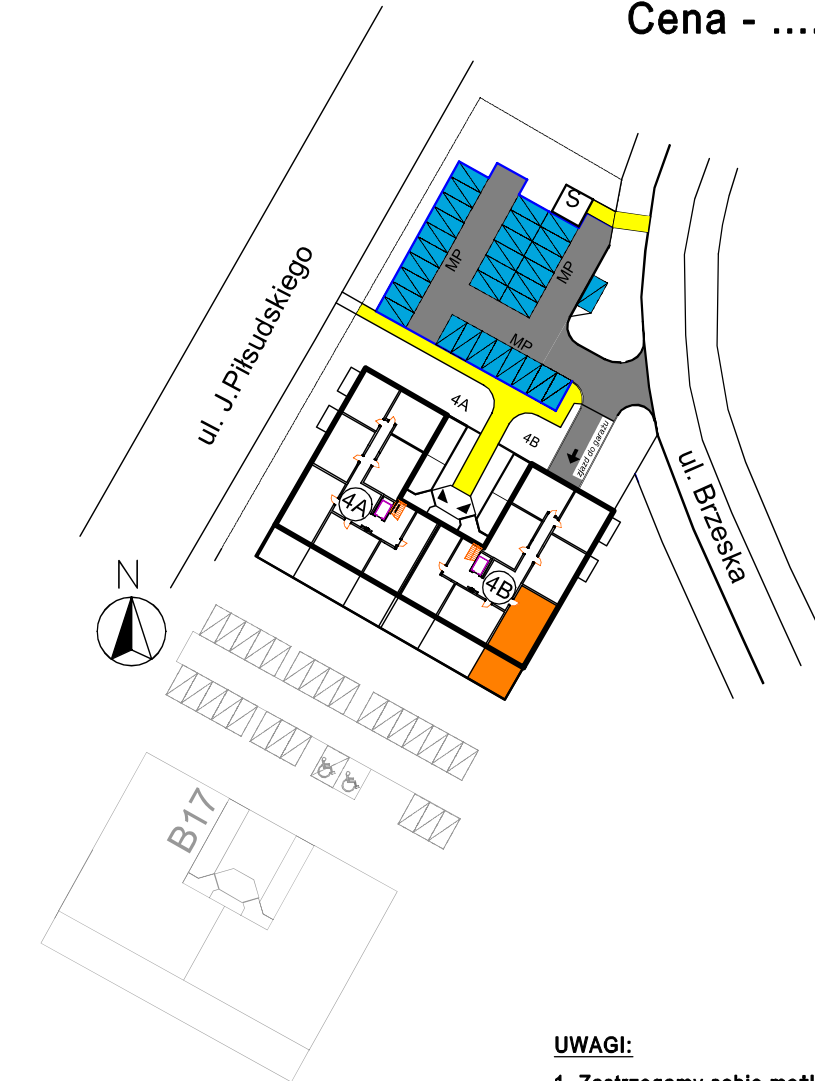 Cena - ....
S
MP
MP
MP
ul. J.Piłsudskiego
4A
4B
zjazd do garażu
ul. Brzeska
4A
4B
N
B17
UWAGI: